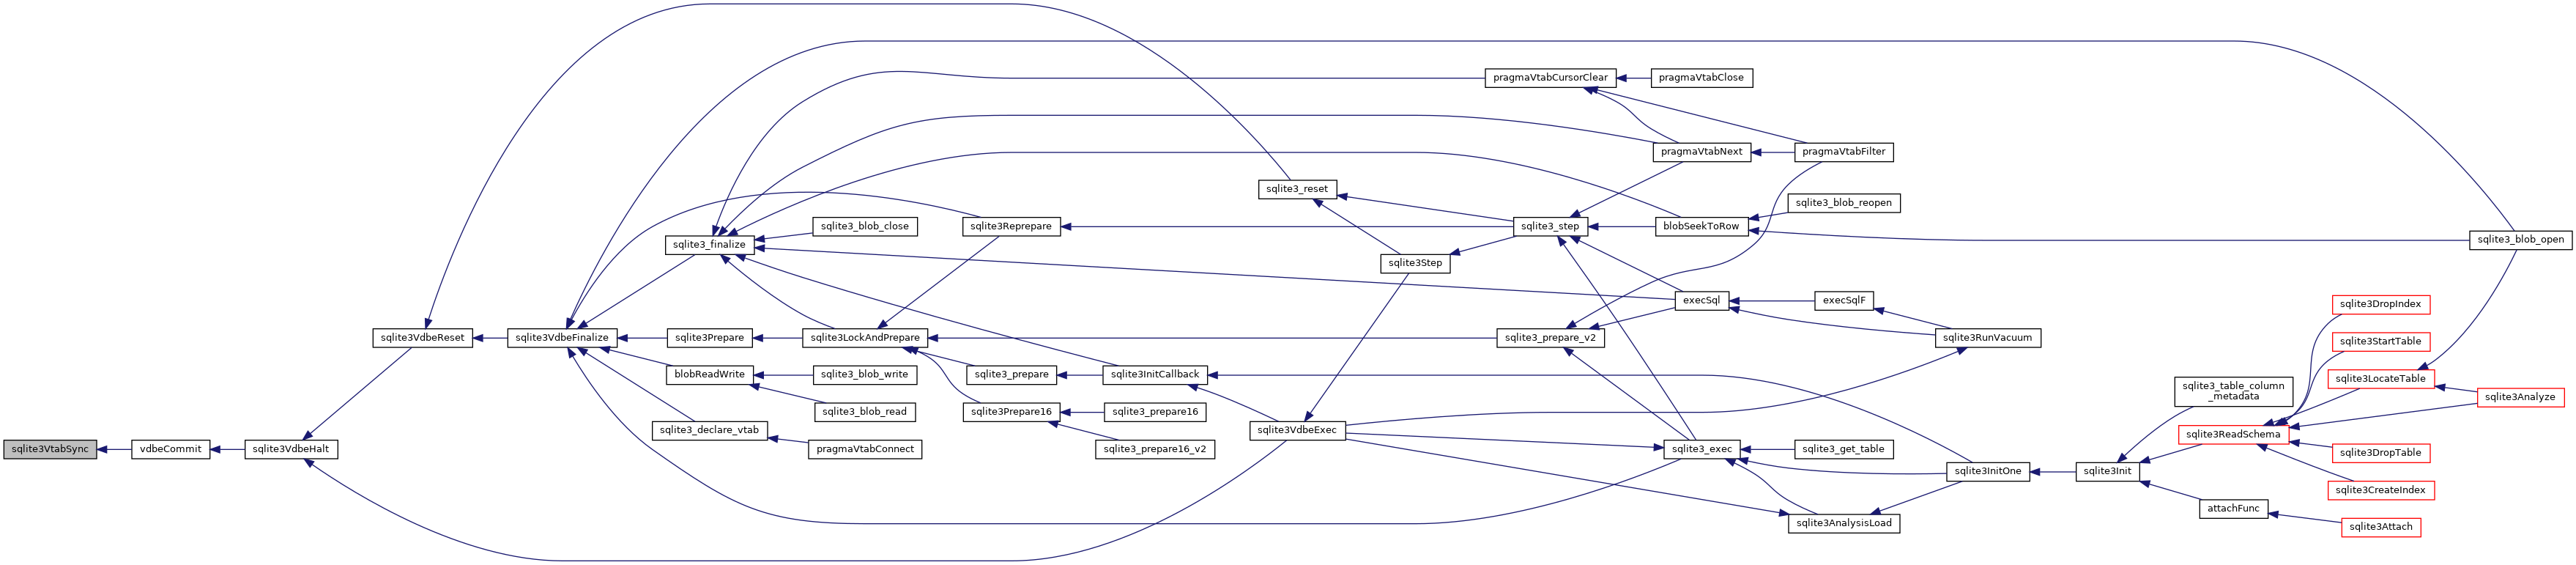 sqlite3VtabSync
vdbeCommit
sqlite3VdbeHalt
sqlite3VdbeReset
sqlite3VdbeFinalize
sqlite3_finalize
sqlite3Prepare
blobReadWrite
sqlite3_declare_vtab
sqlite3_blob_close
sqlite3LockAndPrepare
sqlite3_blob_write
sqlite3_blob_read
pragmaVtabConnect
sqlite3Reprepare
sqlite3_prepare
sqlite3Prepare16
sqlite3InitCallback
sqlite3_prepare16
sqlite3_prepare16_v2
sqlite3_reset
sqlite3VdbeExec
sqlite3Step
pragmaVtabCursorClear
sqlite3_step
sqlite3_prepare_v2
pragmaVtabClose
pragmaVtabNext
blobSeekToRow
execSql
sqlite3_exec
pragmaVtabFilter
sqlite3_blob_reopen
execSqlF
sqlite3_get_table
sqlite3AnalysisLoad
sqlite3RunVacuum
sqlite3InitOne
sqlite3Init
sqlite3_table_column
_metadata
sqlite3ReadSchema
attachFunc
sqlite3DropIndex
sqlite3StartTable
sqlite3LocateTable
sqlite3DropTable
sqlite3CreateIndex
sqlite3Attach
sqlite3_blob_open
sqlite3Analyze